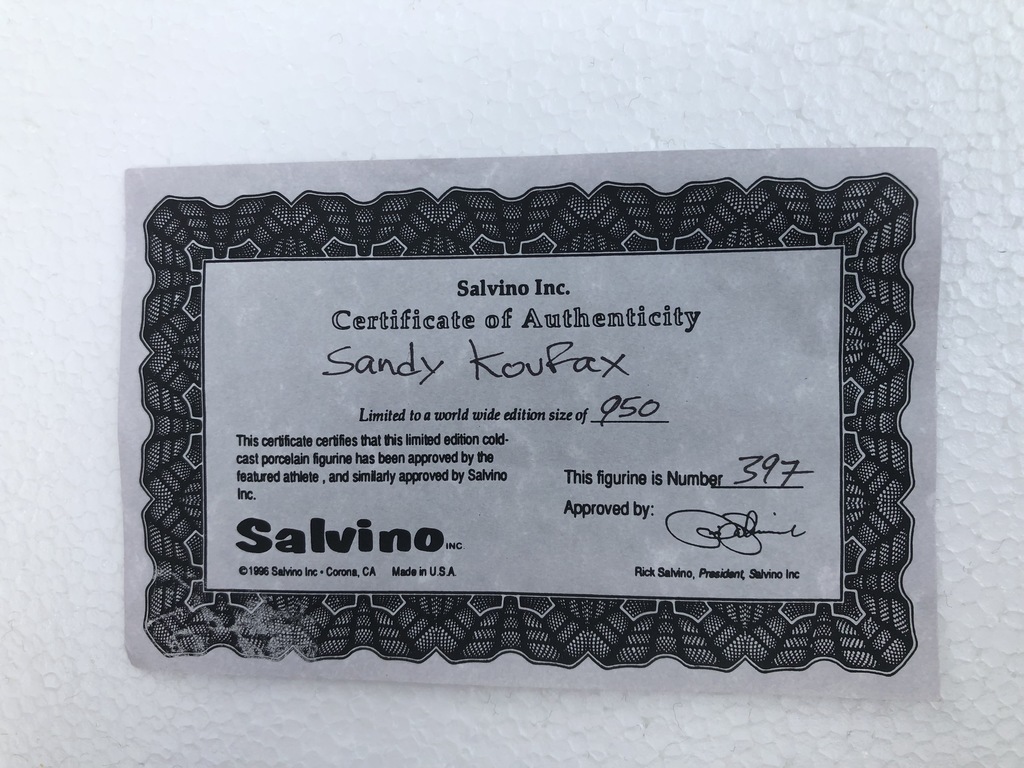 Salvino Inc.
Certificate of Authenticity
Sandy Koufax
Limited to a world wide edition size of 950
This certificate certifies that this limited edition cold-
cast porcelain figurine has been approved by the
featured athlete , and similarly approved by Salvino
Inc.
This figurine is Number 397
Approved by:
Salvino INC.
©1996 Salvino Inc • Corona, CA Made in U.S.A.
Rick Salvino, President, Salvino Inc